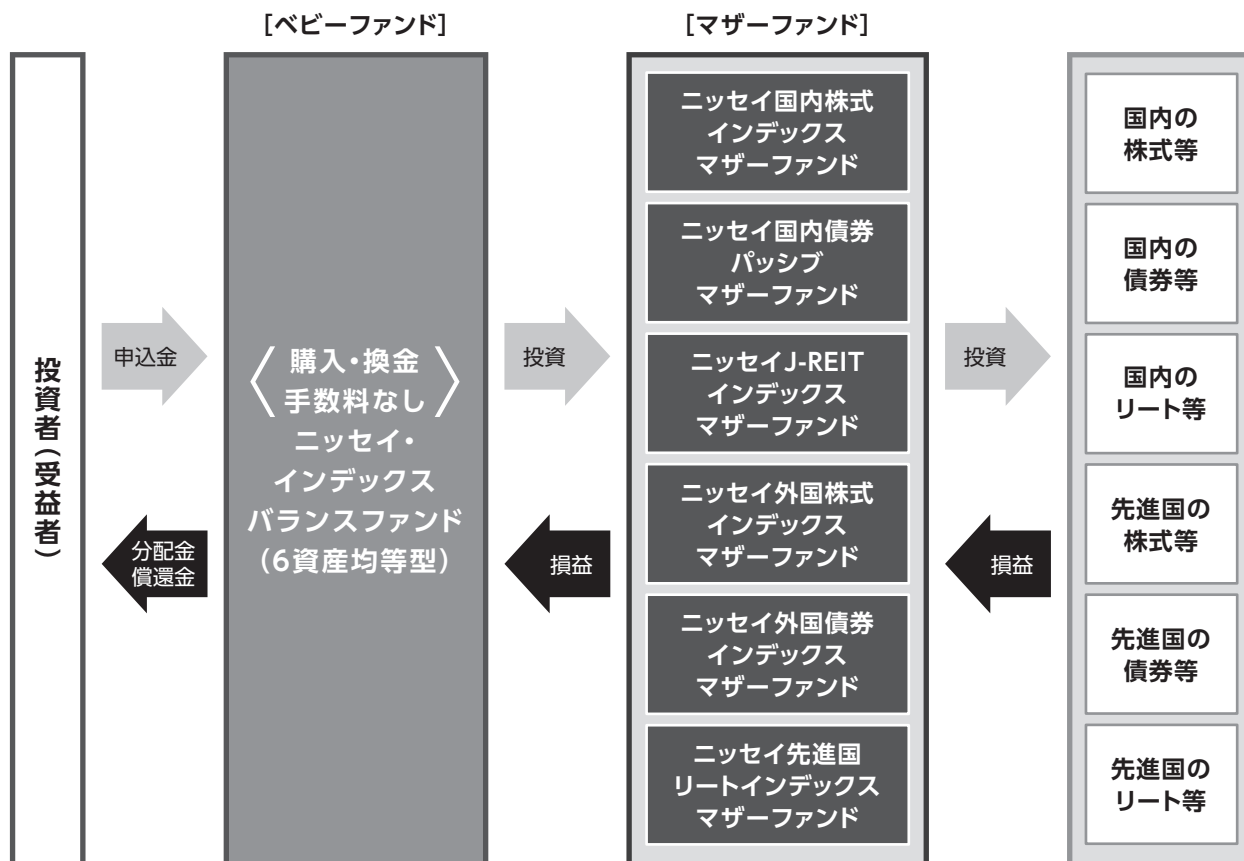 [ベビーファンド]
[マザーファンド]
投資者（受益者）
申込金
分配金
償還金
〈購入・換金
手数料なし〉
ニッセイ・
インデックス
バランスファンド
（6資産均等型）
投資
損益
ニッセイ国内株式
インデックス
マザーファンド
ニッセイ国内債券
パッシブ
マザーファンド
ニッセイJ-REIT
インデックス
マザーファンド
ニッセイ外国株式
インデックス
マザーファンド
ニッセイ外国債券
インデックス
マザーファンド
ニッセイ先進国
リートインデックス
マザーファンド
投資
損益
国内の
株式等
国内の
債券等
国内の
リート等
先進国の
株式等
先進国の
債券等
先進国の
リート等